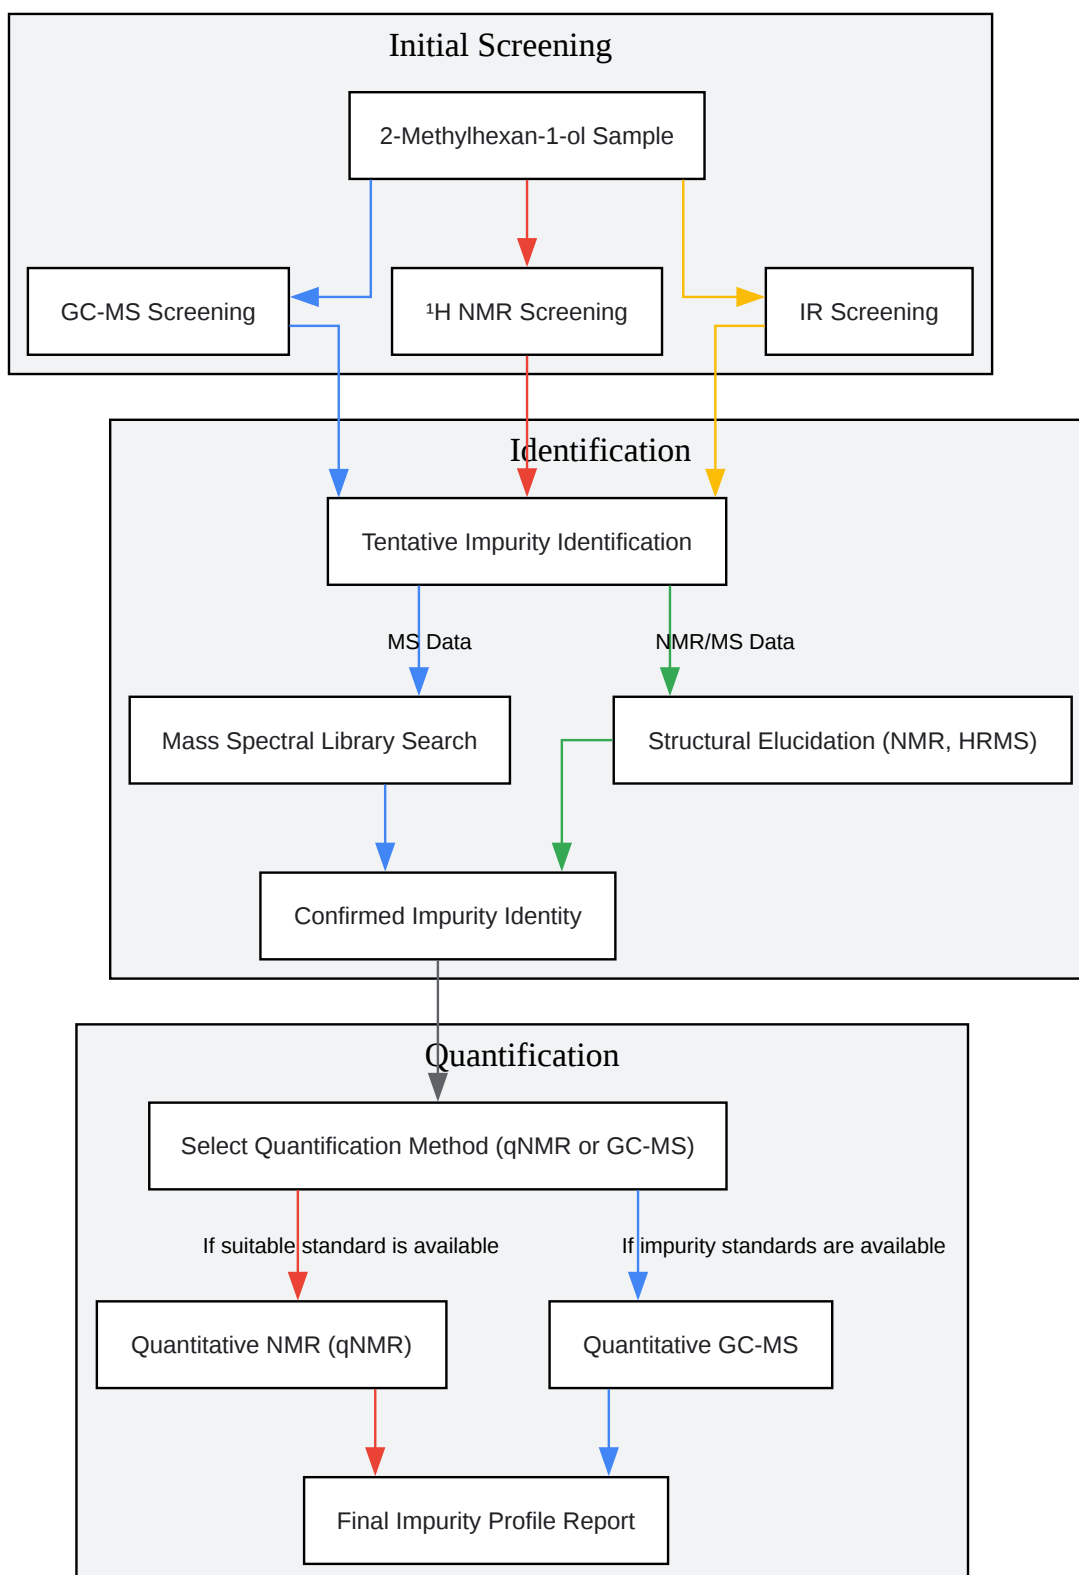 Initial Screening
2-Methylhexan-1-ol Sample
GC-MS Screening
¹H NMR Screening
IR Screening
Identification
Tentative Impurity Identification
MS Data
NMR/MS Data
Mass Spectral Library Search
Structural Elucidation (NMR, HRMS)
Confirmed Impurity Identity
Quantification
Select Quantification Method (qNMR or GC-MS)
If suitable standard is available
If impurity standards are available
Quantitative NMR (qNMR)
Quantitative GC-MS
Final Impurity Profile Report